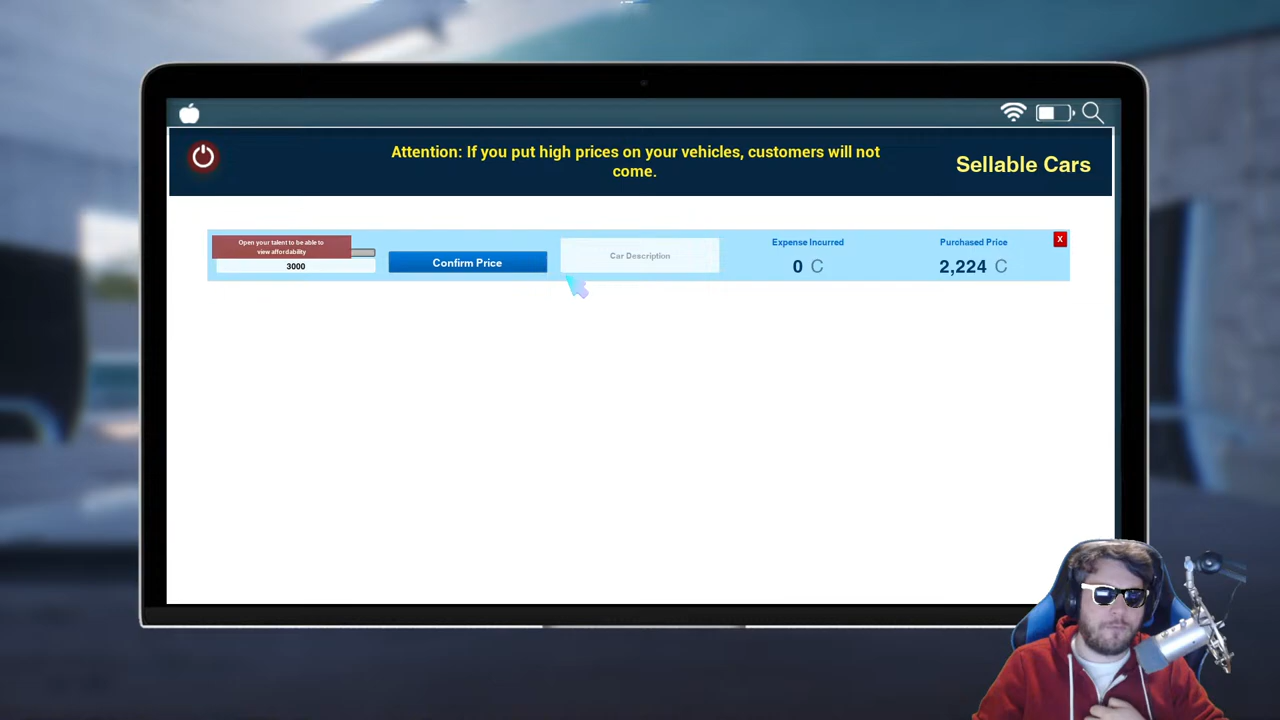 Attention: If you put high prices on your vehicles, customers will not
come.
Sellable Cars
Open your talent to be able to
view affordability
3000
Confirm Price
Car Description
Expense Incurred
0 C
Purchased Price
2,224 C
X